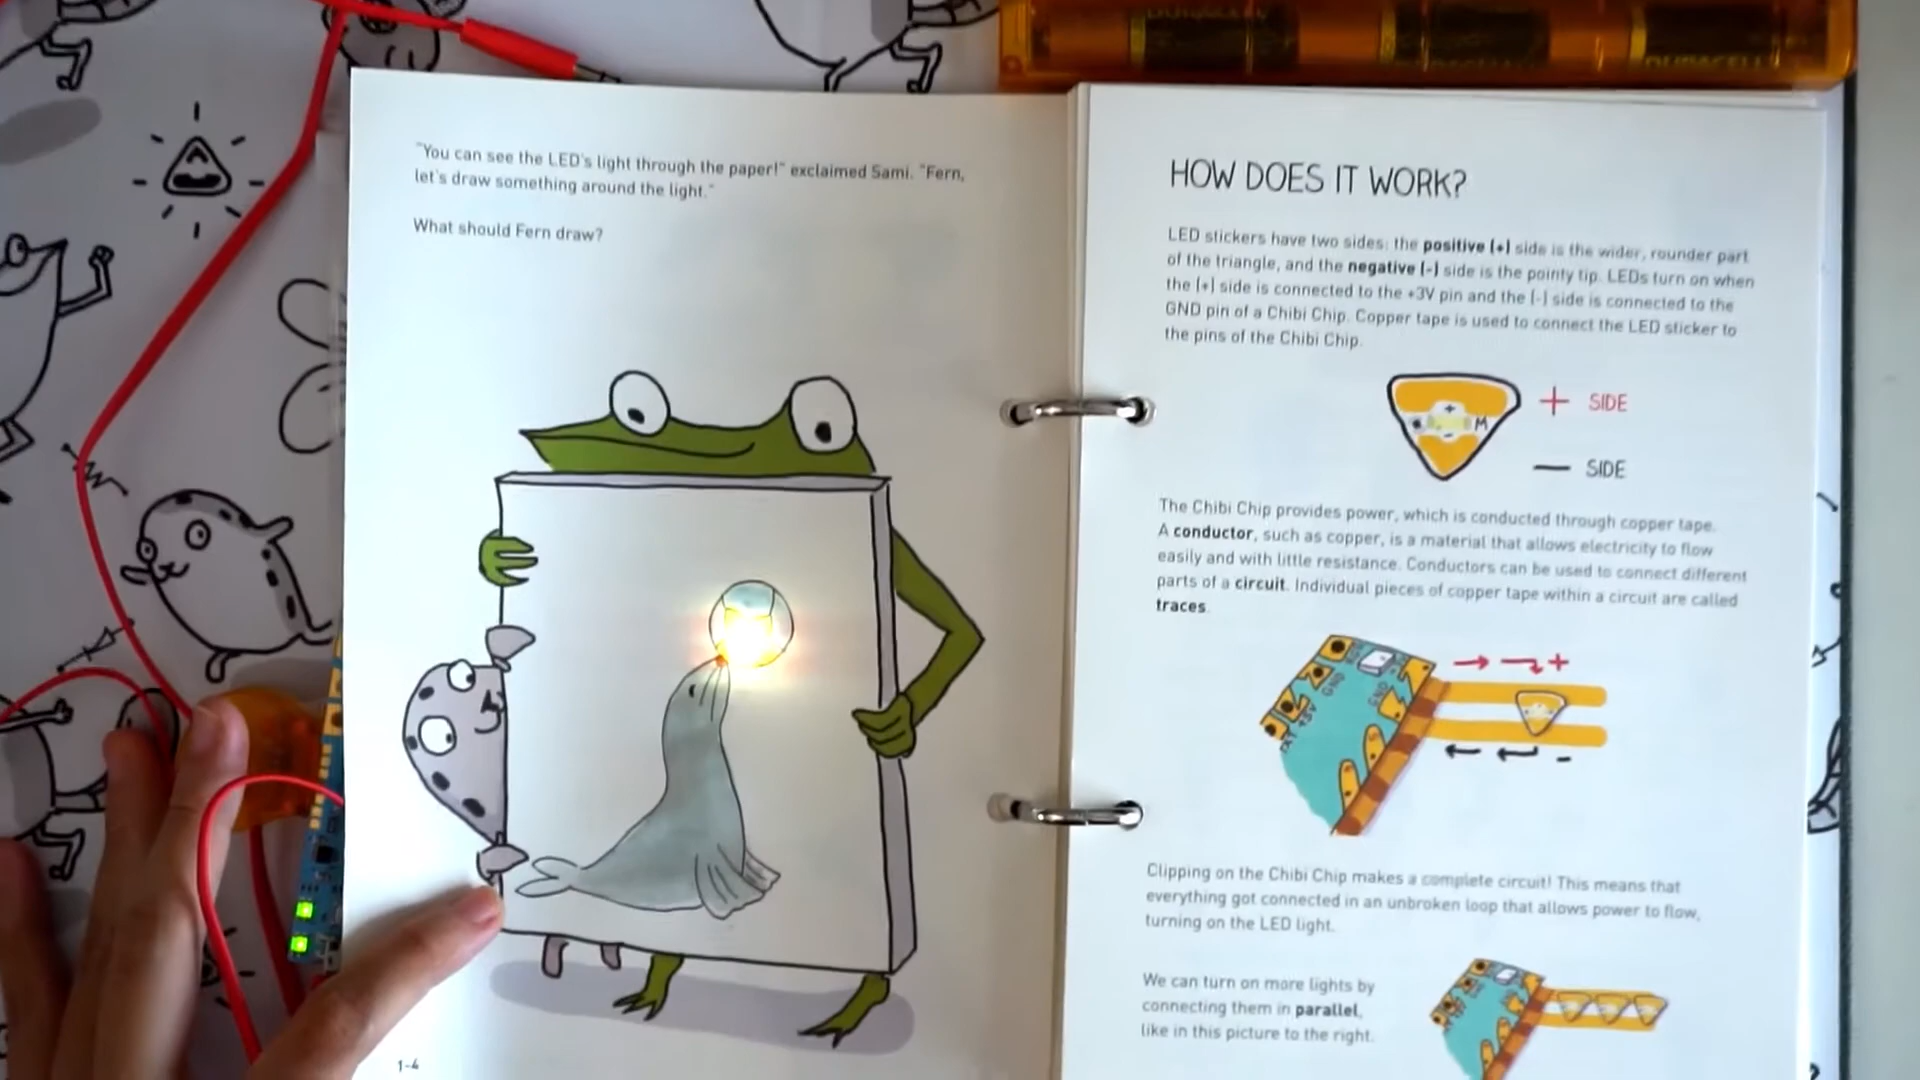 "You can see the LED's light through the paper!" exclaimed Sami. "Fern,
let's draw something around the light."
What should Fern draw?
1-4
HOW DOES IT WORK?
LED stickers have two sides: the positive (+) side is the wider, rounder part
of the triangle, and the negative (-) side is the pointy tip. LEDs turn on when
the (+) side is connected to the +3V pin and the (-) side is connected to the
GND pin of a Chibi Chip. Copper tape is used to connect the LED sticker to
the pins of the Chibi Chip.
+ SIDE
+
M
-
— SIDE
The Chibi Chip provides power, which is conducted through copper tape.
A conductor, such as copper, is a material that allows electricity to flow
easily and with little resistance. Conductors can be used to connect different
parts of a circuit. Individual pieces of copper tape within a circuit are called
traces.
+
GND
GND
+3V
-
Clipping on the Chibi Chip makes a complete circuit! This means that
everything got connected in an unbroken loop that allows power to flow,
turning on the LED light.
We can turn on more lights by
connecting them in parallel,
like in this picture to the right.
DURACELL